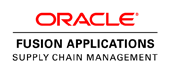 ORACLE
FUSION APPLICATIONS
SUPPLY CHAIN MANAGEMENT